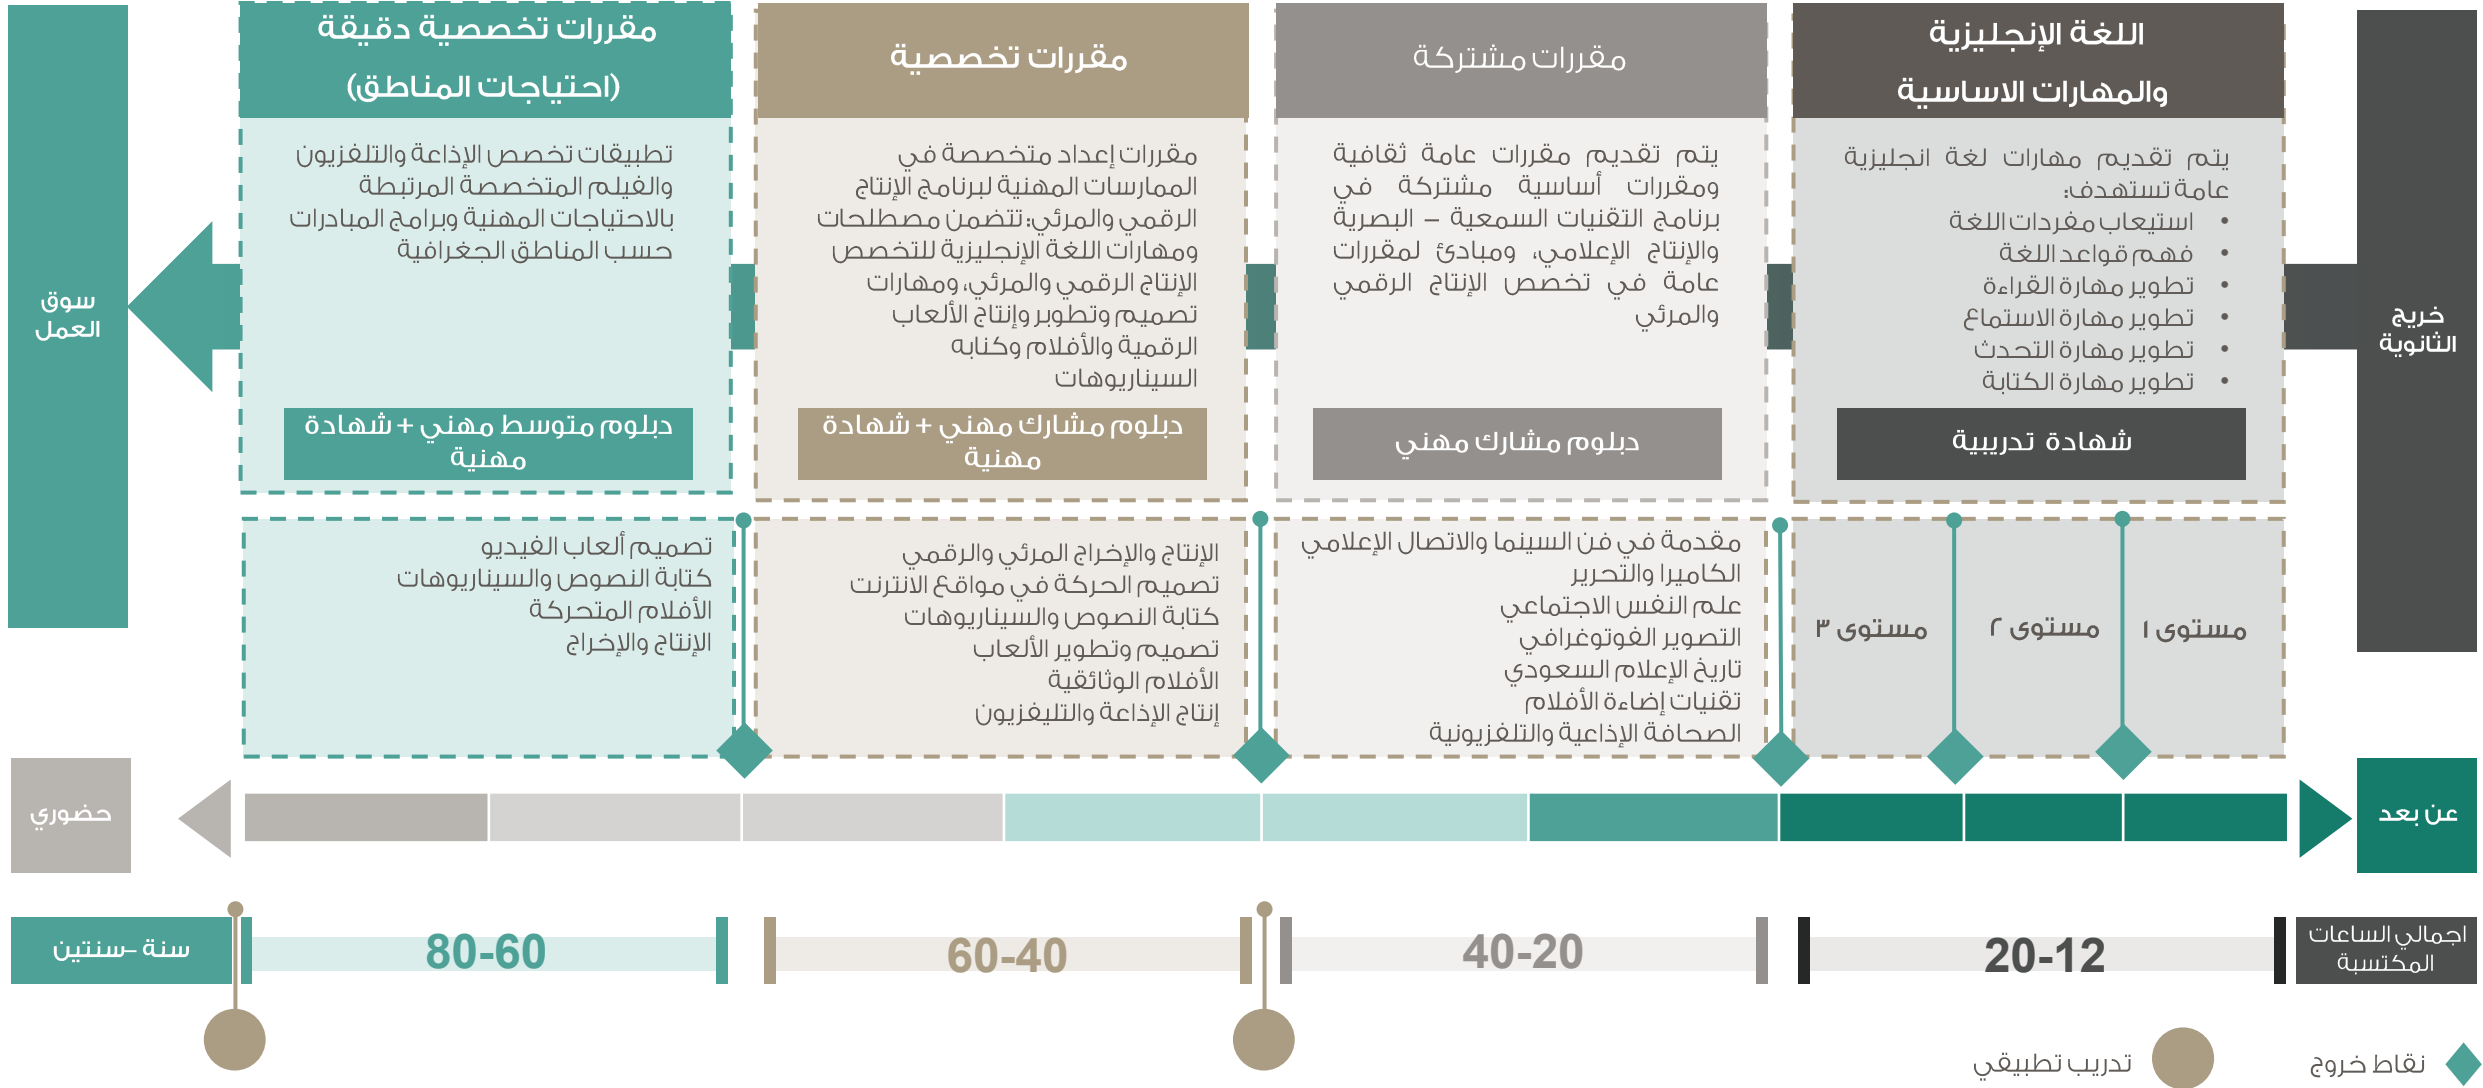 خريج
الثانوية
اللغة الإنجليزية
والمهارات الاساسية
يتم تقديم مهارات لغة انجليزية
عامة تستهدف:
• استيعاب مفردات اللغة
• فهم قواعد اللغة
• تطوير مهارة القراءة
• تطوير مهارة الاستماع
• تطوير مهارة التحدث
• تطوير مهارة الكتابة
شهادة تدريبية
مقررات مشتركة
يتم تقديم مقررات عامة ثقافية
ومقررات أساسية مشتركة في
برنامج التقنيات السمعية – البصرية
والإنتاج الإعلامي، ومبادئ لمقررات
عامة في تخصص الإنتاج الرقمي
والمرئي
دبلوم مشارك مهني
مقررات تخصصية
مقررات إعداد متخصصة في
الممارسات المهنية لبرنامج الإنتاج
الرقمي والمرئي: تتضمن مصطلحات
ومهارات اللغة الإنجليزية للتخصص
الإنتاج الرقمي والمرئي، ومهارات
تصميم وتطوبر وإنتاج الألعاب
الرقمية والأفلام وكنابه
السيناريوهات
دبلوم مشارك مهني + شهادة
مهنية
مقررات تخصصية دقيقة
(احتياجات المناطق)
تطبيقات تخصص الإذاعة والتلفزيون
والفيلم المتخصصة المرتبطة
بالاحتياجات المهنية وبرامج المبادرات
حسب المناطق الجغرافية
دبلوم متوسط مهني + شهادة
مهنية
سوق
العمل
مستوى ١
مستوى ٢
مستوى ٣
مقدمة في فن السينما والاتصال الإعلامي
الكاميرا والتحرير
علم النفس الاجتماعي
التصوير الفوتوغرافي
تاريخ الإعلام السعودي
تقنيات إضاءة الأفلام
الصحافة الإذاعية والتلفزيونية
الإنتاج والإخراج المرئي والرقمي
تصميم الحركة في مواقع الانترنت
كتابة النصوص والسيناريوهات
تصميم وتطوير الألعاب
الأفلام الوثائقية
إنتاج الإذاعة والتليفزيون
تصميم ألعاب الفيديو
كتابة النصوص والسيناريوهات
الأفلام المتحركة
الإنتاج والإخراج
عن بعد
حضوري
اجمالي الساعات
المكتسبة
20-12
40-20
60-40
80-60
سنة –سنتين
نقاط خروج
تدريب تطبيقي